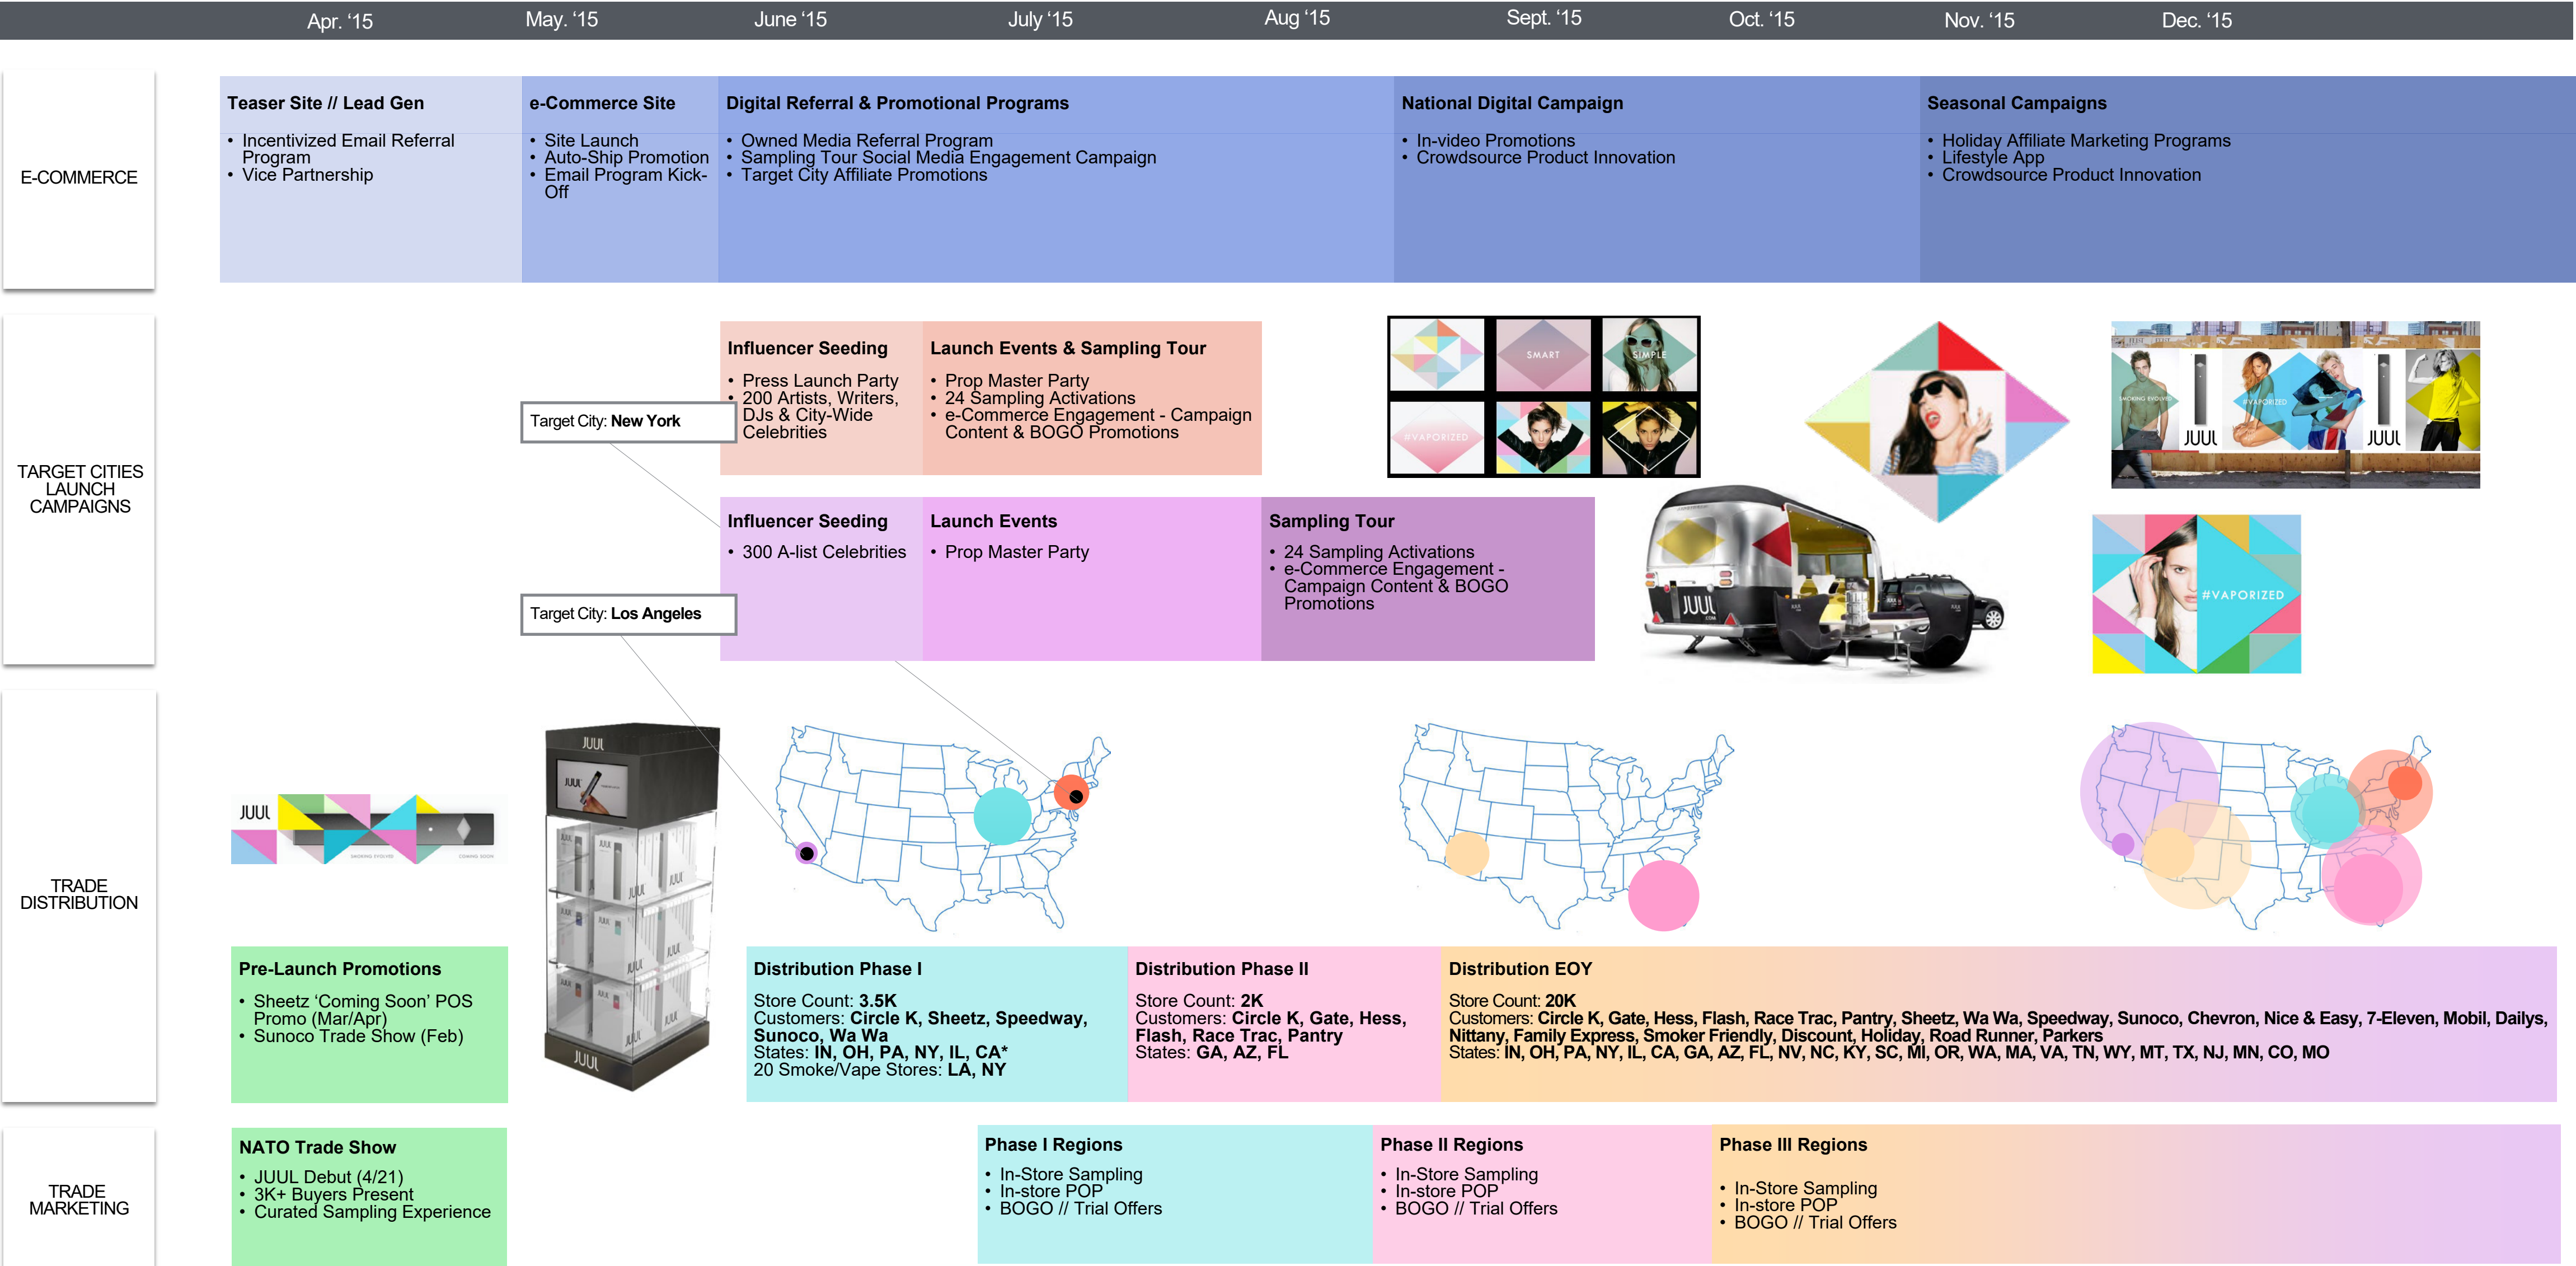 Apr. ‘15
May. ‘15
June ‘15
July ‘15
Aug ‘15
Sept. ‘15
Oct. ‘15
Nov. ‘15
Dec. ‘15
E-COMMERCE
Teaser Site // Lead Gen
• Incentivized Email Referral
Program
• Vice Partnership
e-Commerce Site
• Site Launch
• Auto-Ship Promotion
• Email Program Kick-
Off
Digital Referral & Promotional Programs
• Owned Media Referral Program
• Sampling Tour Social Media Engagement Campaign
• Target City Affiliate Promotions
National Digital Campaign
• In-video Promotions
• Crowdsource Product Innovation
Seasonal Campaigns
• Holiday Affiliate Marketing Programs
• Lifestyle App
• Crowdsource Product Innovation
TARGET CITIES
LAUNCH
CAMPAIGNS
Target City: New York
Influencer Seeding
• Press Launch Party
• 200 Artists, Writers,
DJs & City-Wide
Celebrities
Launch Events & Sampling Tour
• Prop Master Party
• 24 Sampling Activations
• e-Commerce Engagement - Campaign
Content & BOGO Promotions
SMART
SIMPLE
#VAPORIZED
SMOKING EVOLVED
JUUL
#VAPORIZED
JUUL
Target City: Los Angeles
Influencer Seeding
• 300 A-list Celebrities
Launch Events
• Prop Master Party
Sampling Tour
• 24 Sampling Activations
• e-Commerce Engagement -
Campaign Content & BOGO
Promotions
JUUL
.COM
#VAPORIZED
TRADE
DISTRIBUTION
JUUL
SMOKING EVOLVED
COMING SOON
JUUL
JUUL
JUUL
JUUL
JUUL
JUUL
JUUL
JUUL
JUUL
JUUL
JUUL
JUUL
JUUL
Pre-Launch Promotions
• Sheetz ‘Coming Soon’ POS
Promo (Mar/Apr)
• Sunoco Trade Show (Feb)
Distribution Phase I
Store Count: 3.5K
Customers: Circle K, Sheetz, Speedway,
Sunoco, Wa Wa
States: IN, OH, PA, NY, IL, CA*
20 Smoke/Vape Stores: LA, NY
Distribution Phase II
Store Count: 2K
Customers: Circle K, Gate, Hess,
Flash, Race Trac, Pantry
States: GA, AZ, FL
Distribution EOY
Store Count: 20K
Customers: Circle K, Gate, Hess, Flash, Race Trac, Pantry, Sheetz, Wa Wa, Speedway, Sunoco, Chevron, Nice & Easy, 7-Eleven, Mobil, Dailys,
Nittany, Family Express, Smoker Friendly, Discount, Holiday, Road Runner, Parkers
States: IN, OH, PA, NY, IL, CA, GA, AZ, FL, NV, NC, KY, SC, MI, OR, WA, MA, VA, TN, WY, MT, TX, NJ, MN, CO, MO
TRADE
MARKETING
NATO Trade Show
• JUUL Debut (4/21)
• 3K+ Buyers Present
• Curated Sampling Experience
Phase I Regions
• In-Store Sampling
• In-store POP
• BOGO // Trial Offers
Phase II Regions
• In-Store Sampling
• In-store POP
• BOGO // Trial Offers
Phase III Regions
• In-Store Sampling
• In-store POP
• BOGO // Trial Offers